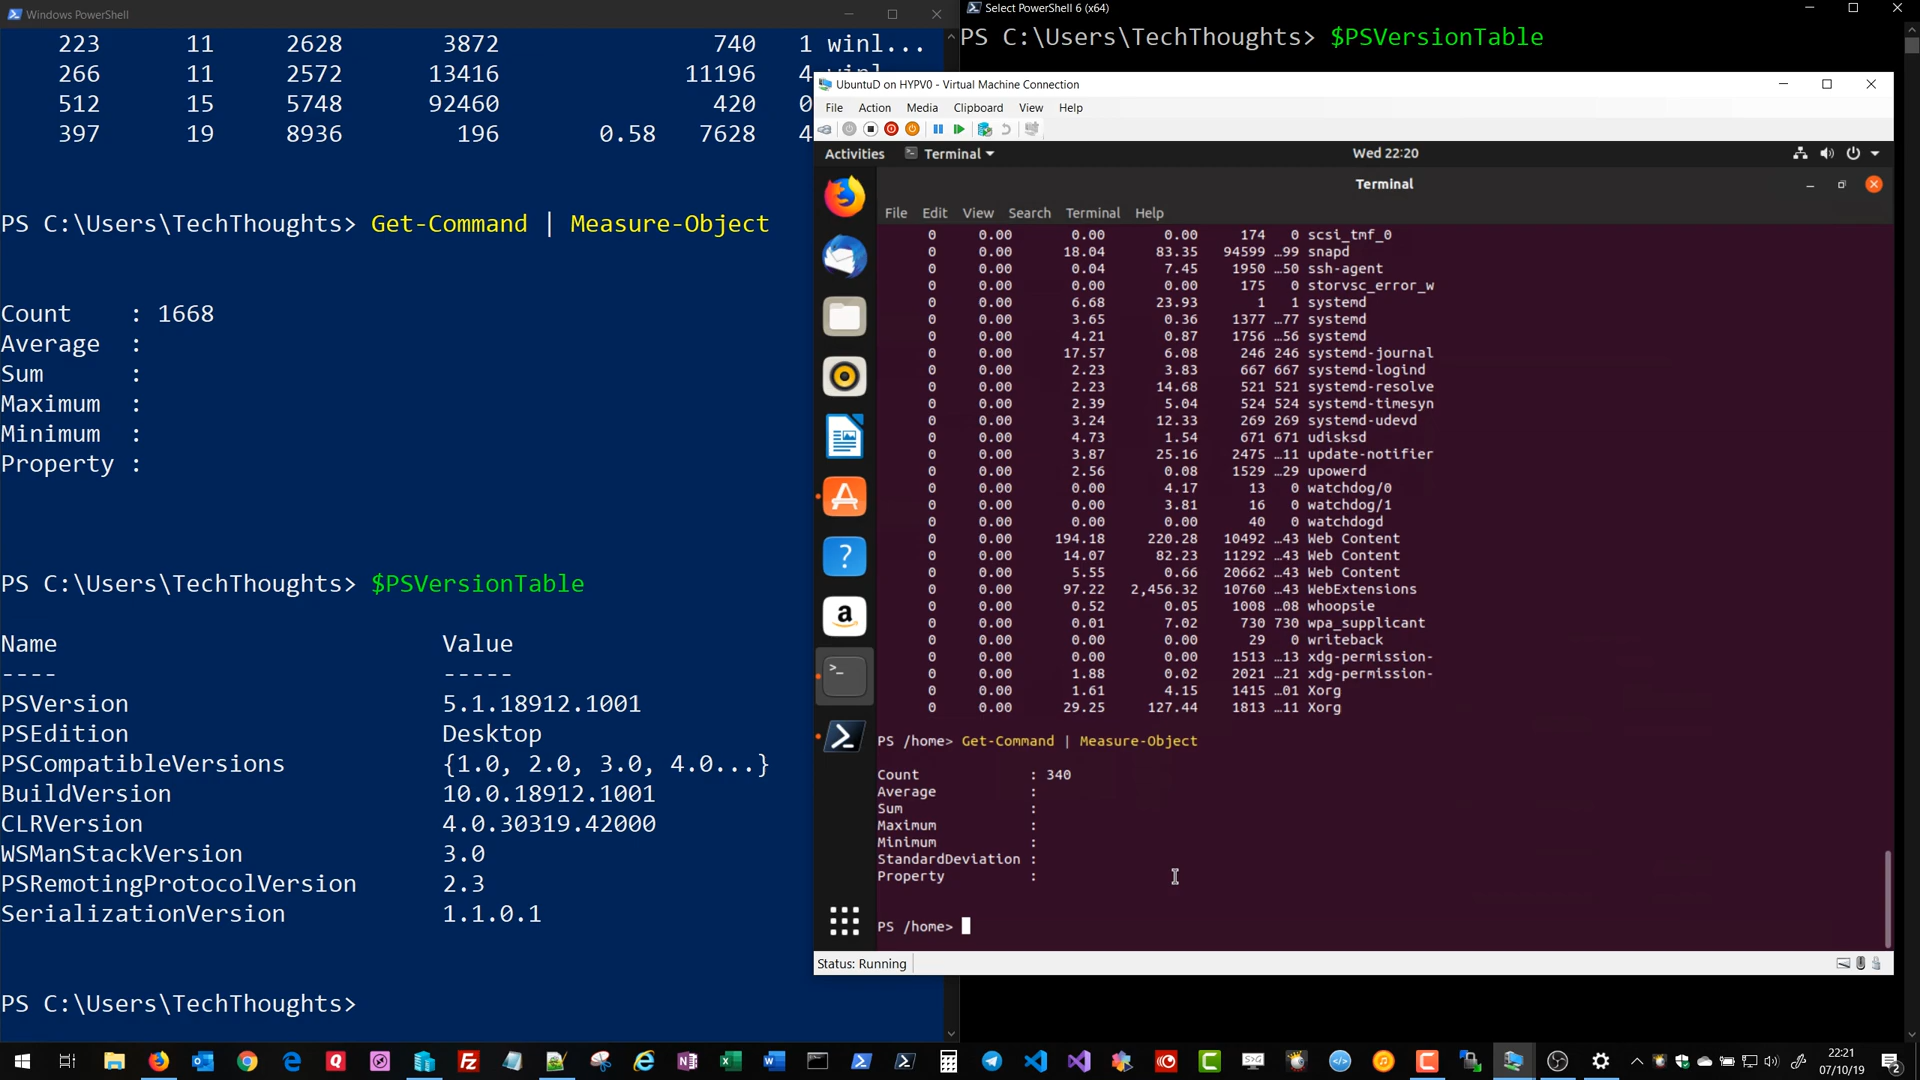 Windows PowerShell
223 11 2628 3872 740 1 winl...
266 11 2572 13416 11196 4
512 15 5748 92460 420 0
397 19 8936 196 0.58 7628 4
PS C:\Users\TechThoughts> Get-Command | Measure-Object
Count : 1668
Average :
Sum :
Maximum :
Minimum :
Property :
PS C:\Users\TechThoughts> $PSVersionTable
Name Value
---- -----
PSVersion 5.1.18912.1001
PSEdition Desktop
PSCompatibleVersions {1.0, 2.0, 3.0, 4.0...}
BuildVersion 10.0.18912.1001
CLRVersion 4.0.30319.42000
WSManStackVersion 3.0
PSRemotingProtocolVersion 2.3
SerializationVersion 1.1.0.1
PS C:\Users\TechThoughts>
Select PowerShell 6 (x64)
PS C:\Users\TechThoughts> $PSVersionTable
UbuntuD on HYPV0 - Virtual Machine Connection
File Action Media Clipboard View Help
Activities Terminal Wed 22:20
Terminal
File Edit View Search Terminal Help
0 0.00 0.00 0.00 174 0 scsi_tmf_0
0 0.00 18.04 83.35 94599 …99 snapd
0 0.00 0.04 7.45 1950 …50 ssh-agent
0 0.00 0.00 0.00 175 0 storvsc_error_w
0 0.00 6.68 23.93 1 1 systemd
0 0.00 3.65 0.36 1377 …77 systemd
0 0.00 4.21 0.87 1756 …56 systemd
0 0.00 17.57 6.08 246 246 systemd-journal
0 0.00 2.23 3.83 667 667 systemd-logind
0 0.00 2.23 14.68 521 521 systemd-resolve
0 0.00 2.39 5.04 524 524 systemd-timesyn
0 0.00 3.24 12.33 269 269 systemd-udevd
0 0.00 4.73 1.54 671 671 udisksd
0 0.00 3.87 25.16 2475 …11 update-notifier
0 0.00 2.56 0.08 1529 …29 upowerd
0 0.00 0.00 4.17 13 0 watchdog/0
0 0.00 0.00 3.81 16 0 watchdog/1
0 0.00 0.00 0.00 40 0 watchdogd
0 0.00 194.18 220.28 10492 …43 Web Content
0 0.00 14.07 82.23 11292 …43 Web Content
0 0.00 5.55 0.66 20662 …43 Web Content
0 0.00 97.22 2,456.32 10760 …43 WebExtensions
0 0.00 0.52 0.05 1008 …08 whoopsie
0 0.00 0.01 7.02 730 730 wpa_supplicant
0 0.00 0.00 0.00 29 0 writeback
0 0.00 0.00 0.00 1513 …13 xdg-permission-
0 0.00 1.88 0.02 2021 …21 xdg-permission-
0 0.00 1.61 4.15 1415 …01 Xorg
0 0.00 29.25 127.44 1813 …11 Xorg
PS /home> Get-Command | Measure-Object
Count : 340
Average :
Sum :
Maximum :
Minimum :
StandardDeviation :
Property :
PS /home>
Status: Running
22:21
07/10/19
2